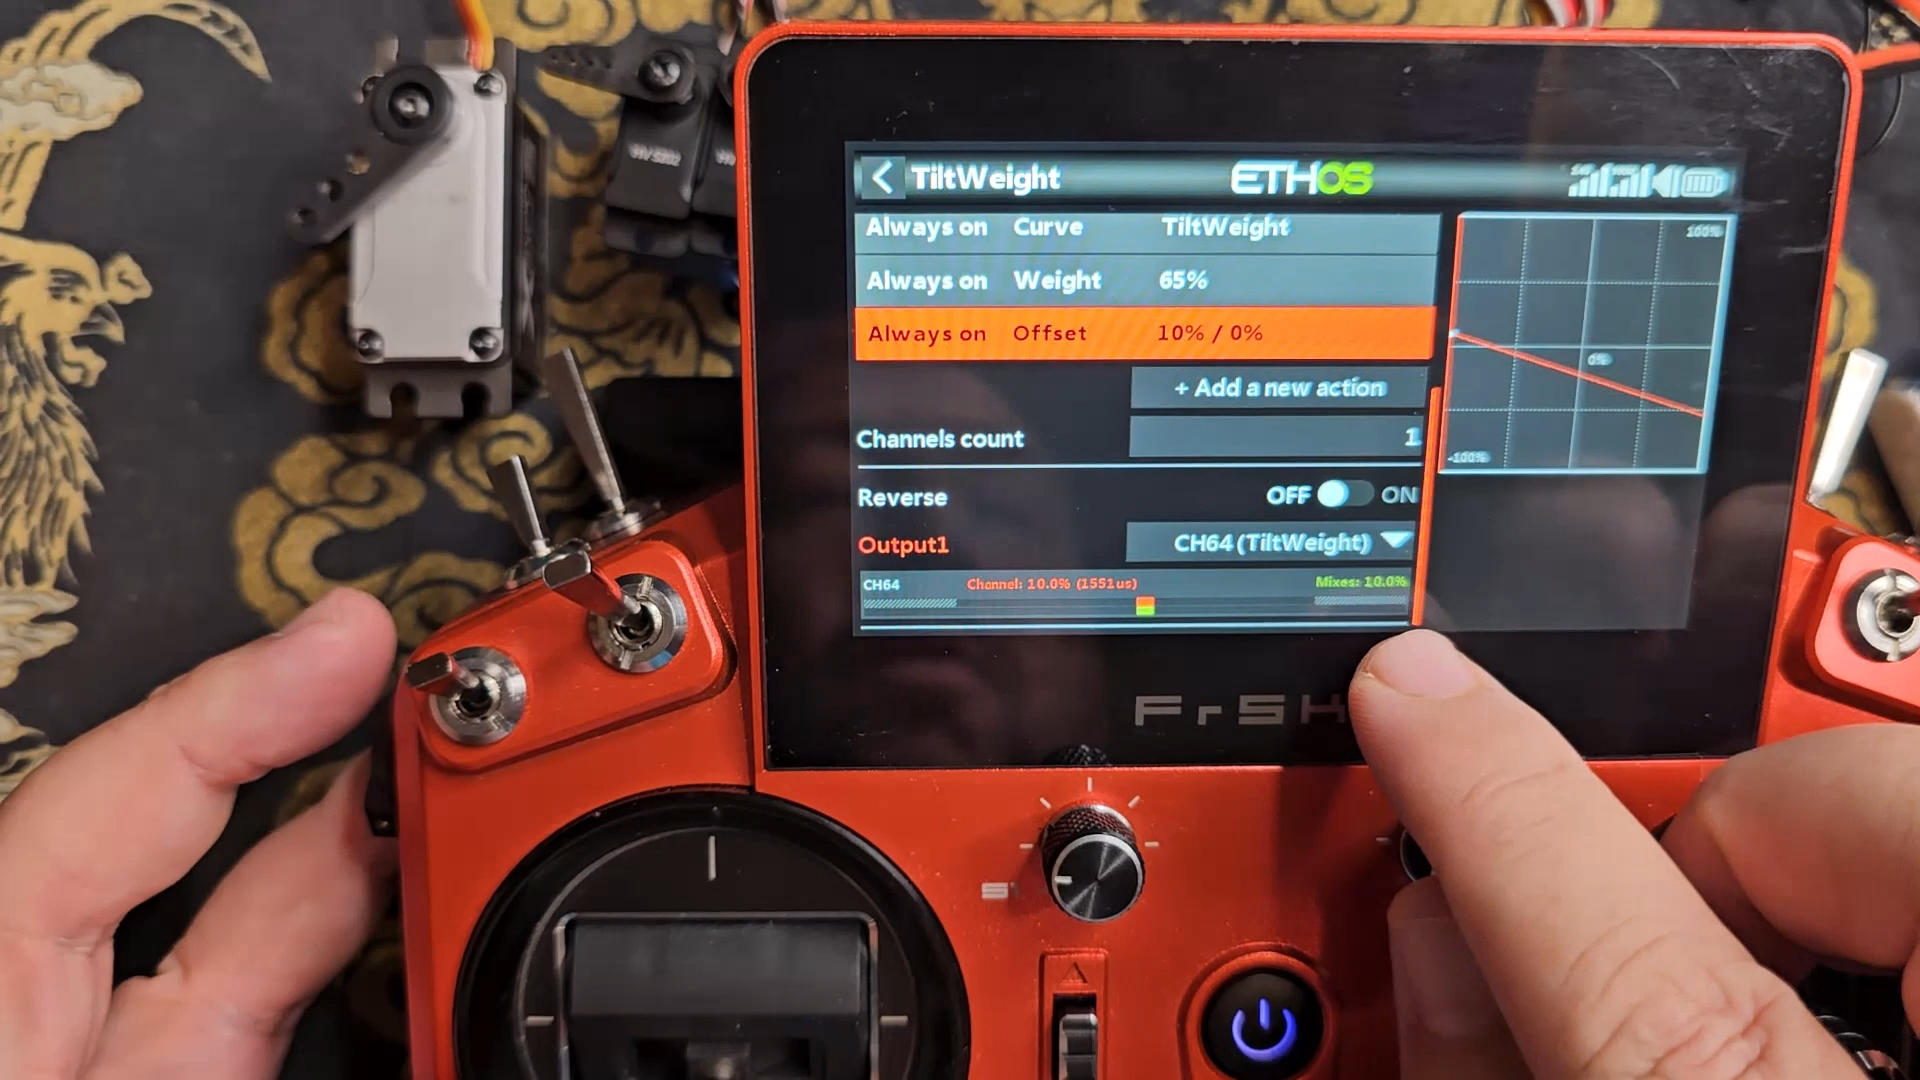 TiltWeight ETHOS
Always on Curve TiltWeight
Always on Weight 65%
Always on Offset 10% / 0%
+ Add a new action
Channels count 1
Reverse OFF ON
Output1 CH64 (TiltWeight)
CH64 Channel: 10.0% (1551us) Mixes: 10.0%
100%
0%
-100%
FrSK